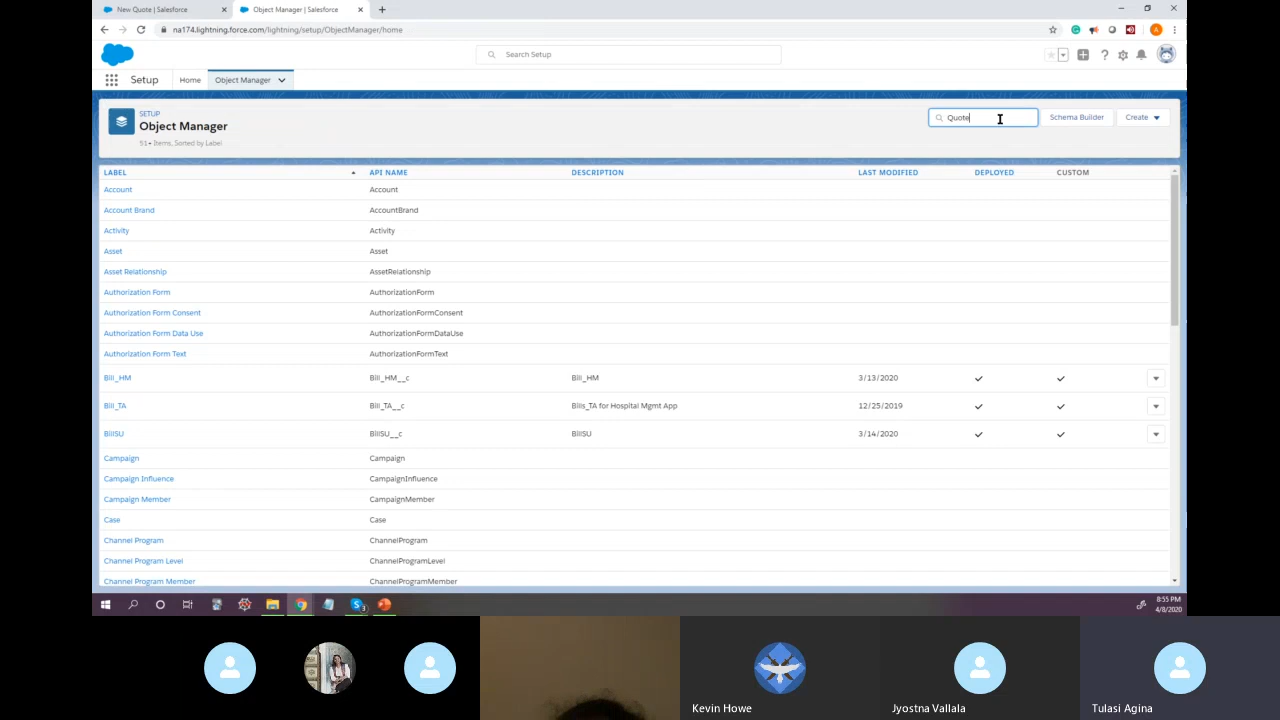 New Quote | Salesforce
Object Manager | Salesforce
na174.lightning.force.com/lightning/setup/ObjectManager/home
A
Search Setup
Setup
Home
Object Manager
SETUP
Object Manager
51+ Items, Sorted by Label
Quote
Schema Builder
Create
LABEL API NAME DESCRIPTION LAST MODIFIED DEPLOYED CUSTOM
Account Account
Account Brand AccountBrand
Activity Activity
Asset Asset
Asset Relationship AssetRelationship
Authorization Form AuthorizationForm
Authorization Form Consent AuthorizationFormConsent
Authorization Form Data Use AuthorizationFormDataUse
Authorization Form Text AuthorizationFormText
Bill_HM Bill_HM__c Bill_HM 3/13/2020
Bill_TA Bill_TA__c Bills_TA for Hospital Mgmt App 12/25/2019
BillSU BillSU__c BillSU 3/14/2020
Campaign Campaign
Campaign Influence CampaignInfluence
Campaign Member CampaignMember
Case Case
Channel Program ChannelProgram
Channel Program Level ChannelProgramLevel
Channel Program Member ChannelProgramMember
8:55 PM
4/8/2020
Kevin Howe
Jyostna Vallala
Tulasi Agina